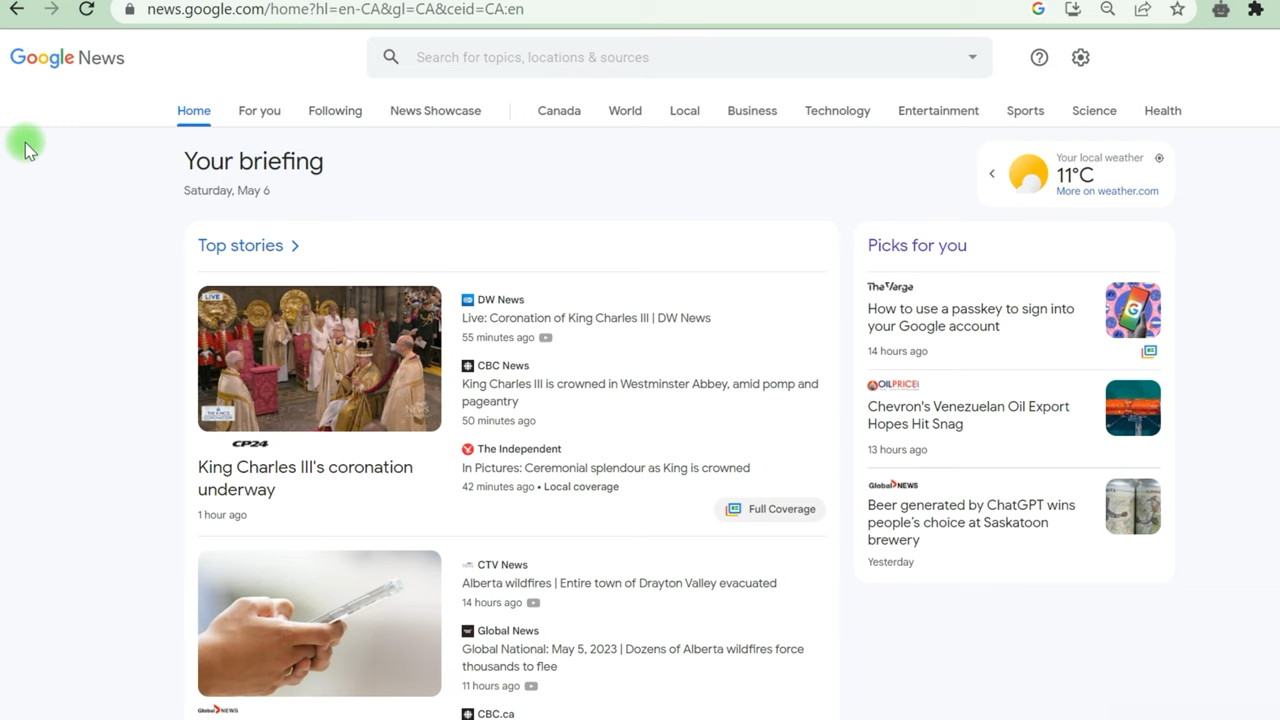 news.google.com/home?hl=en-CA&gl=CA&ceid=CA:en
Google News
Search for topics, locations & sources
Home
For you
Following
News Showcase
Canada
World
Local
Business
Technology
Entertainment
Sports
Science
Health
Your briefing
Saturday, May 6
Your local weather
11°C
More on weather.com
Top stories
LIVE
CP24
King Charles III's coronation
underway
1 hour ago
DW News
Live: Coronation of King Charles III | DW News
55 minutes ago
CBC News
King Charles III is crowned in Westminster Abbey, amid pomp and
pageantry
50 minutes ago
The Independent
In Pictures: Ceremonial splendour as King is crowned
42 minutes ago • Local coverage
Full Coverage
Global NEWS
CTV News
Alberta wildfires | Entire town of Drayton Valley evacuated
14 hours ago
Global News
Global National: May 5, 2023 | Dozens of Alberta wildfires force
thousands to flee
11 hours ago
CBC.ca
Picks for you
The Verge
How to use a passkey to sign into
your Google account
14 hours ago
OILPRICE
Chevron's Venezuelan Oil Export
Hopes Hit Snag
13 hours ago
Global NEWS
Beer generated by ChatGPT wins
people's choice at Saskatoon
brewery
Yesterday